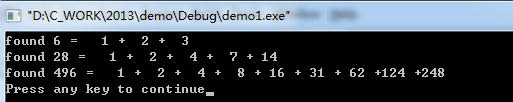 "D:\C_WORK\2013\demo\Debug\demo1.exe"
found 6 =   1 +  2 +  3
found 28 =   1 +  2 +  4 +  7 + 14
found 496 =   1 +  2 +  4 +  8 + 16 + 31 + 62 +124 +248
Press any key to continue_